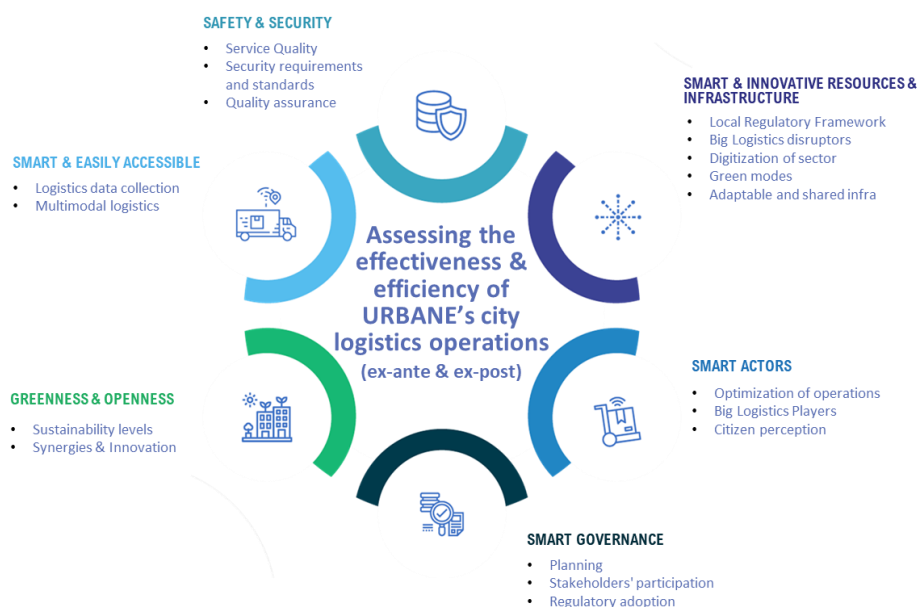 SAFETY & SECURITY
• Service Quality
• Security requirements
and standards
• Quality assurance
SMART & INNOVATIVE RESOURCES &
INFRASTRUCTURE
• Local Regulatory Framework
• Big Logistics disruptors
• Digitization of sector
• Green modes
• Adaptable and shared infra
SMART & EASILY ACCESSIBLE
• Logistics data collection
• Multimodal logistics
Assessing the
effectiveness &
efficiency of
URBANE's city
logistics operations
(ex-ante & ex-post)
SMART ACTORS
• Optimization of operations
• Big Logistics Players
• Citizen perception
GREENNESS & OPENNESS
• Sustainability levels
• Synergies & Innovation
SMART GOVERNANCE
• Planning
• Stakeholders' participation
• Regulatory adoption